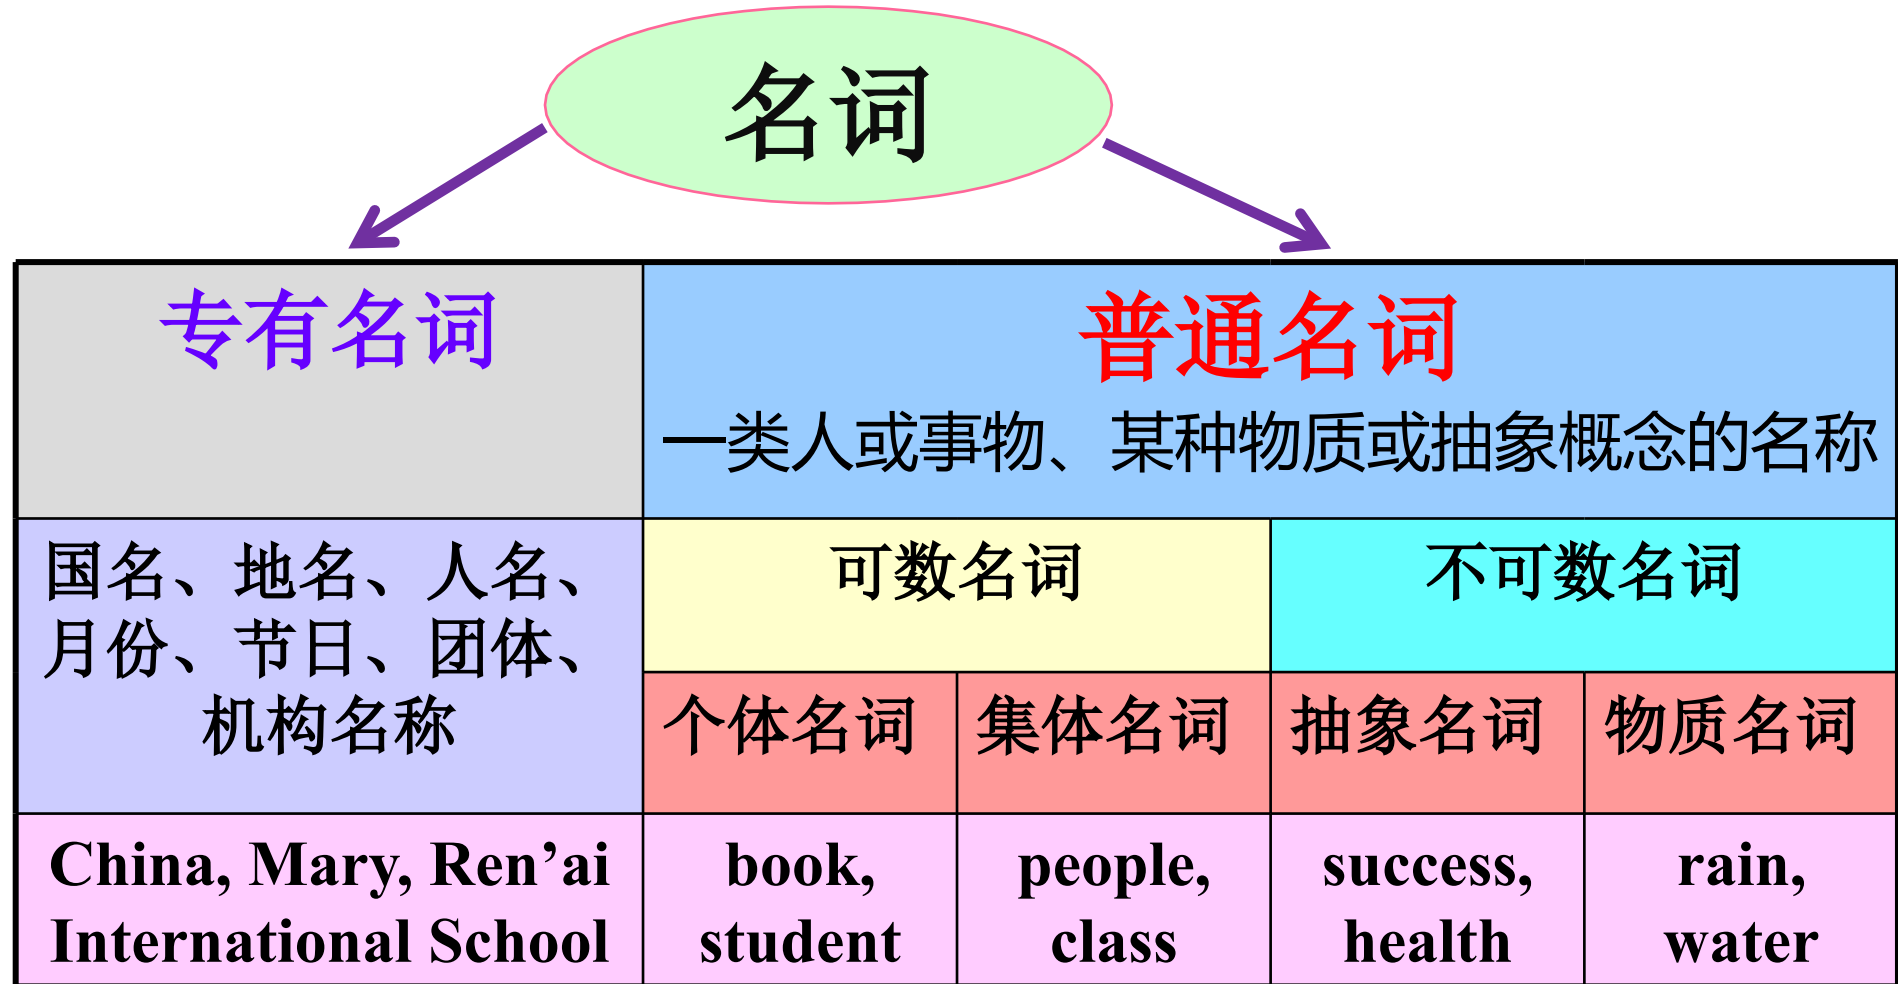 名词
专有名词
普通名词
一类人或事物、某种物质或抽象概念的名称
国名、地名、人名、
月份、节日、团体、
机构名称
可数名词
不可数名词
个体名词
集体名词
抽象名词
物质名词
China, Mary, Ren’ai
International School
book,
student
people,
class
success,
health
rain,
water